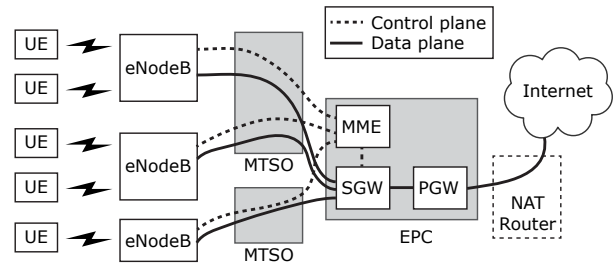 Control plane
Data plane
UE
UE
UE
UE
UE
eNodeB
eNodeB
eNodeB
MTSO
MTSO
MME
SGW
PGW
EPC
Internet
NAT
Router